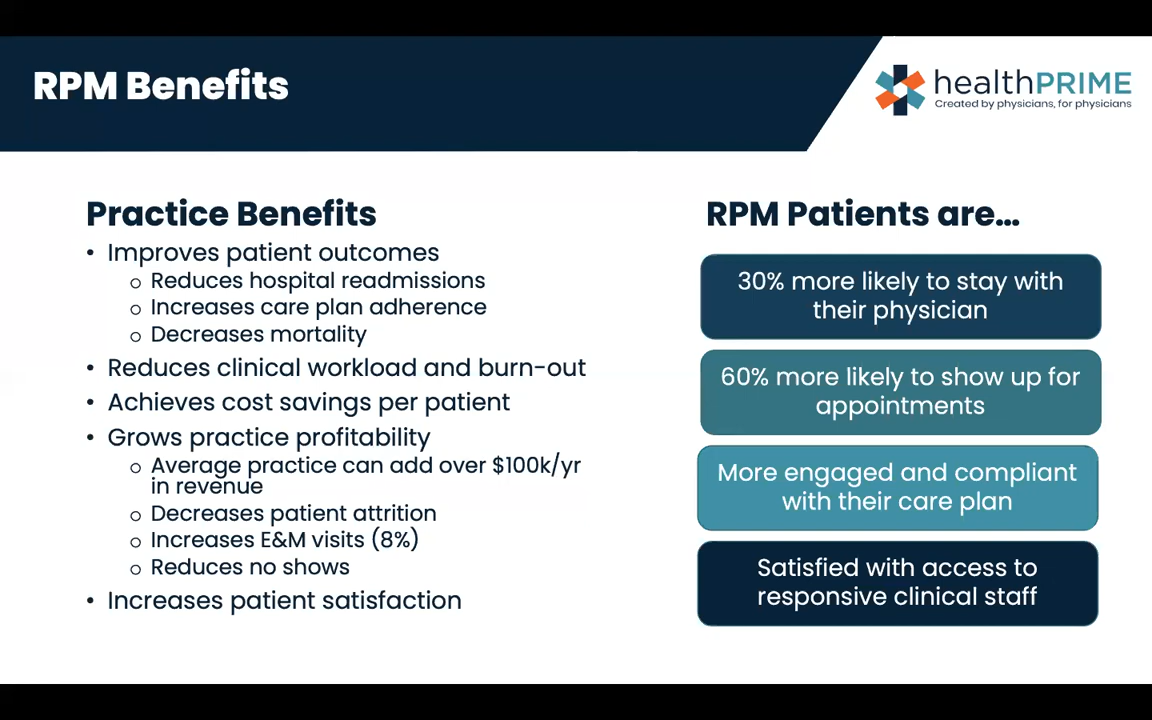 RPM Benefits
healthPRIME
Created by physicians, for physicians
Practice Benefits
• Improves patient outcomes
o Reduces hospital readmissions
o Increases care plan adherence
o Decreases mortality
• Reduces clinical workload and burn-out
• Achieves cost savings per patient
• Grows practice profitability
o Average practice can add over $100k/yr
in revenue
o Decreases patient attrition
o Increases E&M visits (8%)
o Reduces no shows
• Increases patient satisfaction
RPM Patients are…
30% more likely to stay with
their physician
60% more likely to show up for
appointments
More engaged and compliant
with their care plan
Satisfied with access to
responsive clinical staff